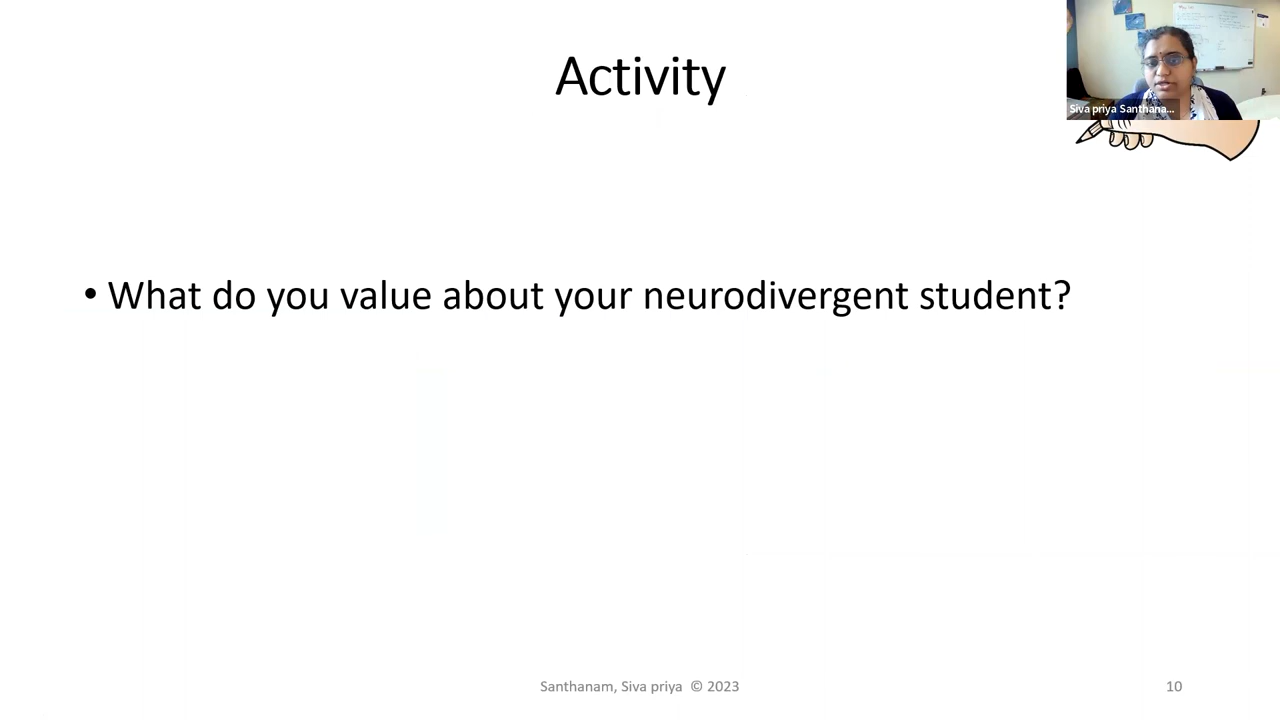 Activity
Siva priya Santhana...
• What do you value about your neurodivergent student?
Santhanam, Siva priya © 2023
10